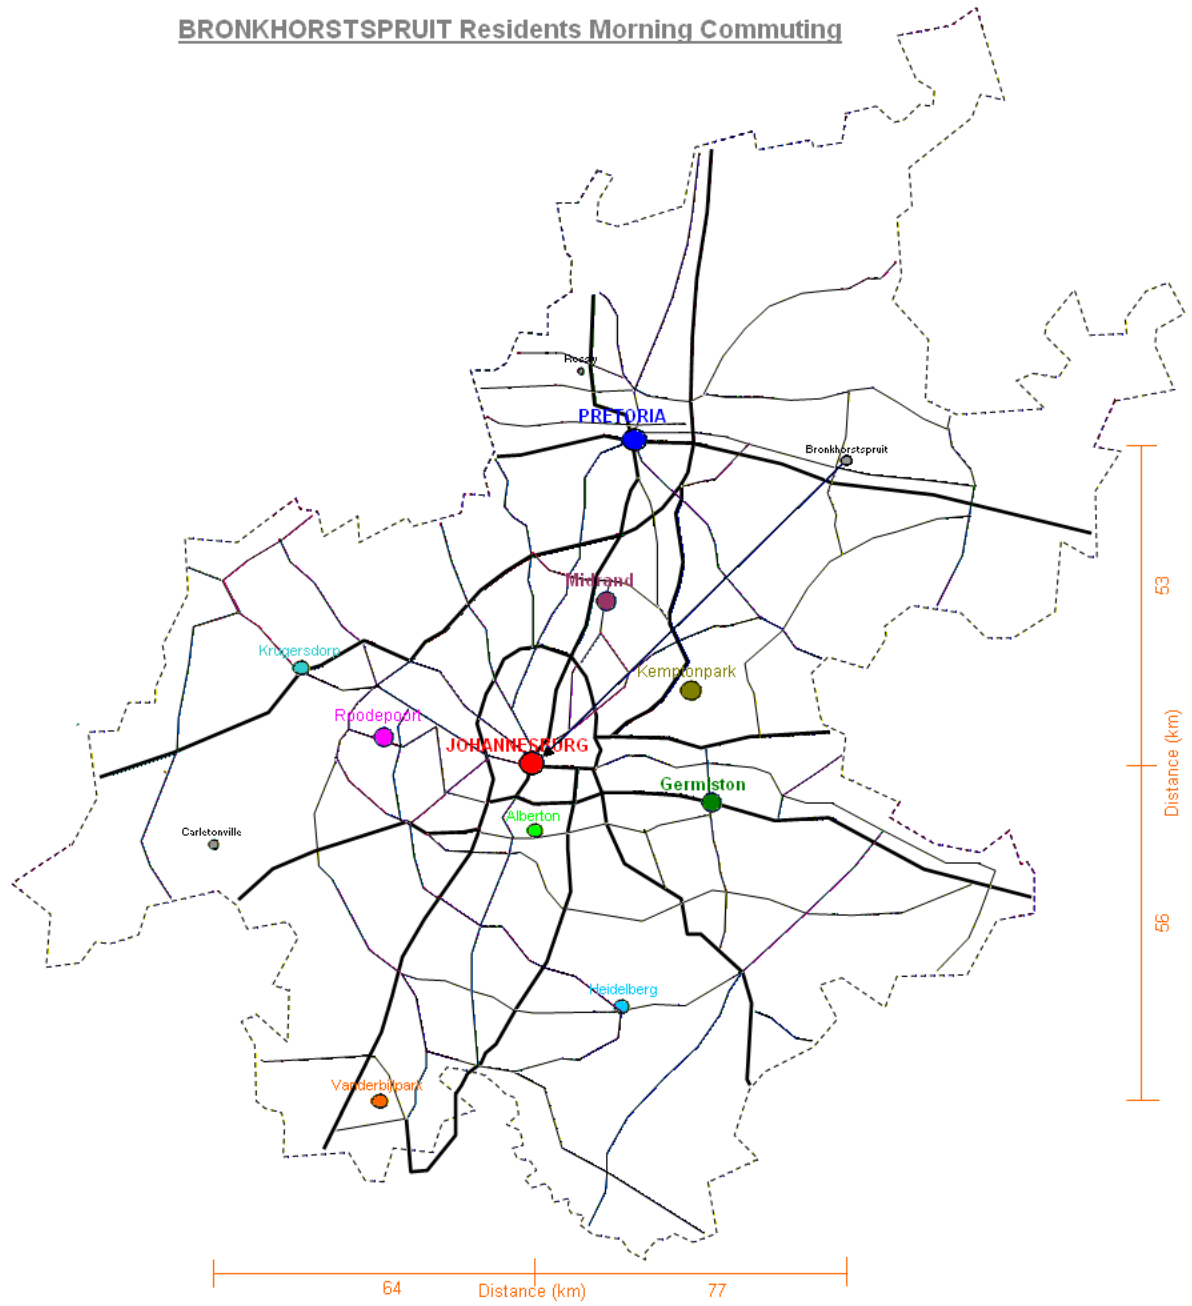 BRONKHORSTSPRUIT Residents Morning Commuting
PRETORIA
Bronkhorstspruit
Midrand
Krugersdorp
Kemptonpark
Roodepoort
JOHANNESBURG
Germiston
Alberton
Carletonville
Heidelberg
Vanderbijlpark
53
Distance (km)
56
64
Distance (km)
77